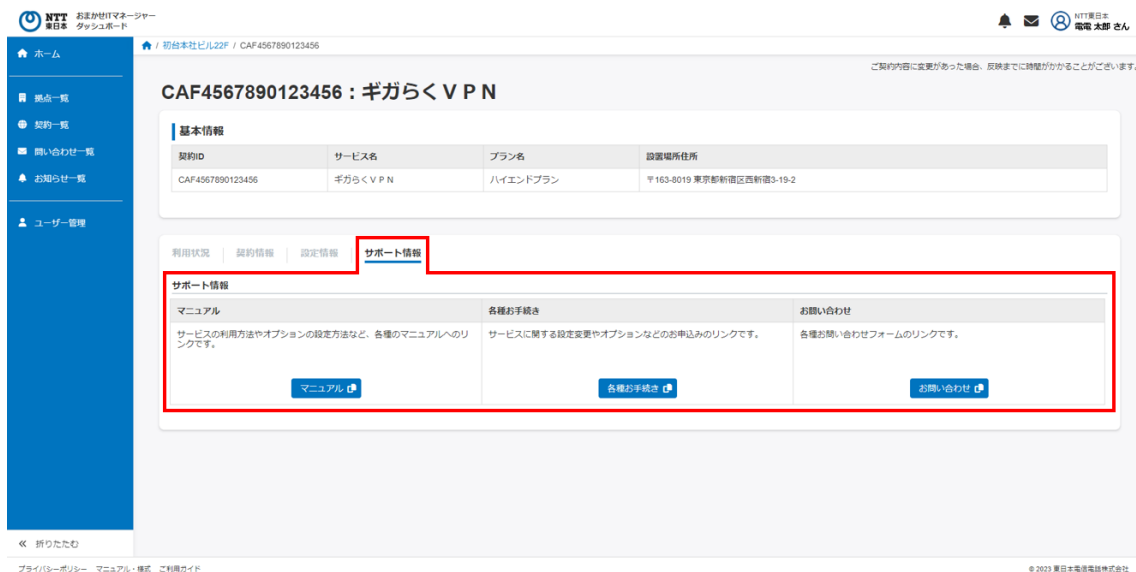 NTT 東日本 おまかせITマネージャー ダッシュボード
NTT東日本
電電 太郎 さん
ホーム
拠点一覧
契約一覧
問い合わせ一覧
お知らせ一覧
ユーザー管理
折りたたむ
/ 初台本社ビル22F / CAF4567890123456
ご契約内容に変更があった場合、反映までに時間がかかることがございます。
CAF4567890123456：ギガらくＶＰＮ
基本情報
契約ID サービス名 プラン名 設置場所住所
CAF4567890123456 ギガらくＶＰＮ ハイエンドプラン 〒163-8019 東京都新宿区西新宿3-19-2
利用状況 契約情報 設定情報 サポート情報
サポート情報
マニュアル 各種お手続き お問い合わせ
サービスの利用方法やオプションの設定方法など、各種のマニュアルへのリ
ンクです。
サービスに関する設定変更やオプションなどのお申込みのリンクです。
各種お問い合わせフォームのリンクです。
マニュアル 各種お手続き お問い合わせ
プライバシーポリシー マニュアル・様式 ご利用ガイド
© 2023 東日本電信電話株式会社